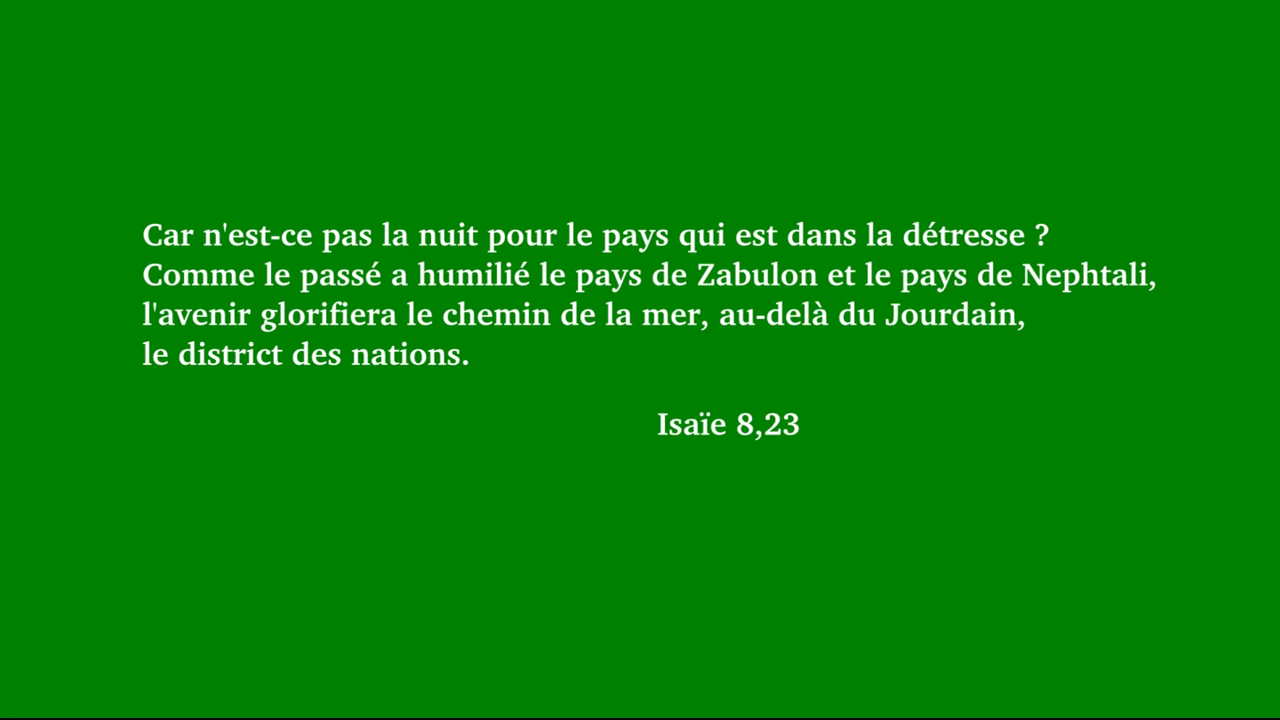 Car n'est-ce pas la nuit pour le pays qui est dans la détresse ?
Comme le passé a humilié le pays de Zabulon et le pays de Nephtali,
l'avenir glorifiera le chemin de la mer, au-delà du Jourdain,
le district des nations.
Isaïe 8,23